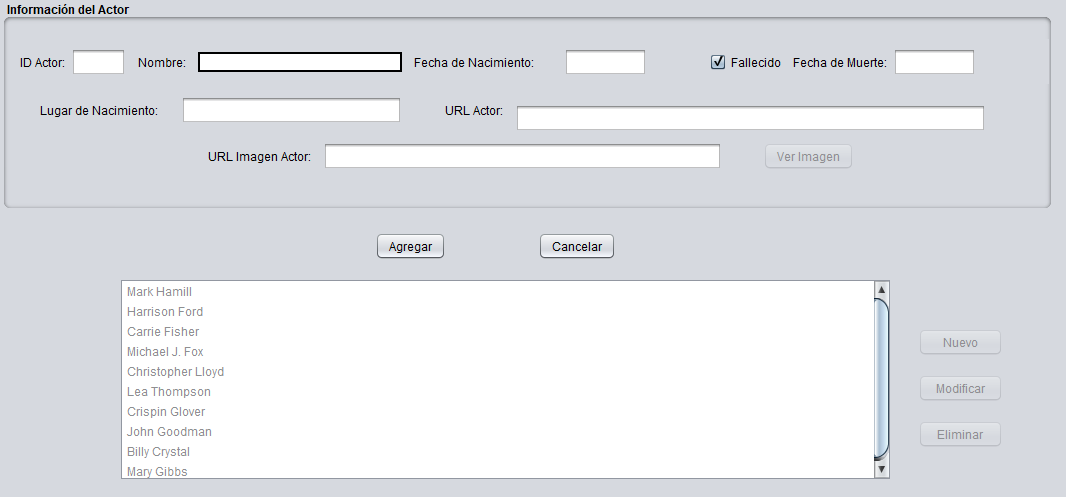 Información del Actor
ID Actor: Nombre: Fecha de Nacimiento: Fallecido Fecha de Muerte:
Lugar de Nacimiento: URL Actor:
URL Imagen Actor: Ver Imagen
Agregar Cancelar
Mark Hamill
Harrison Ford
Carrie Fisher
Michael J. Fox
Christopher Lloyd
Lea Thompson
Crispin Glover
John Goodman
Billy Crystal
Mary Gibbs
Nuevo
Modificar
Eliminar